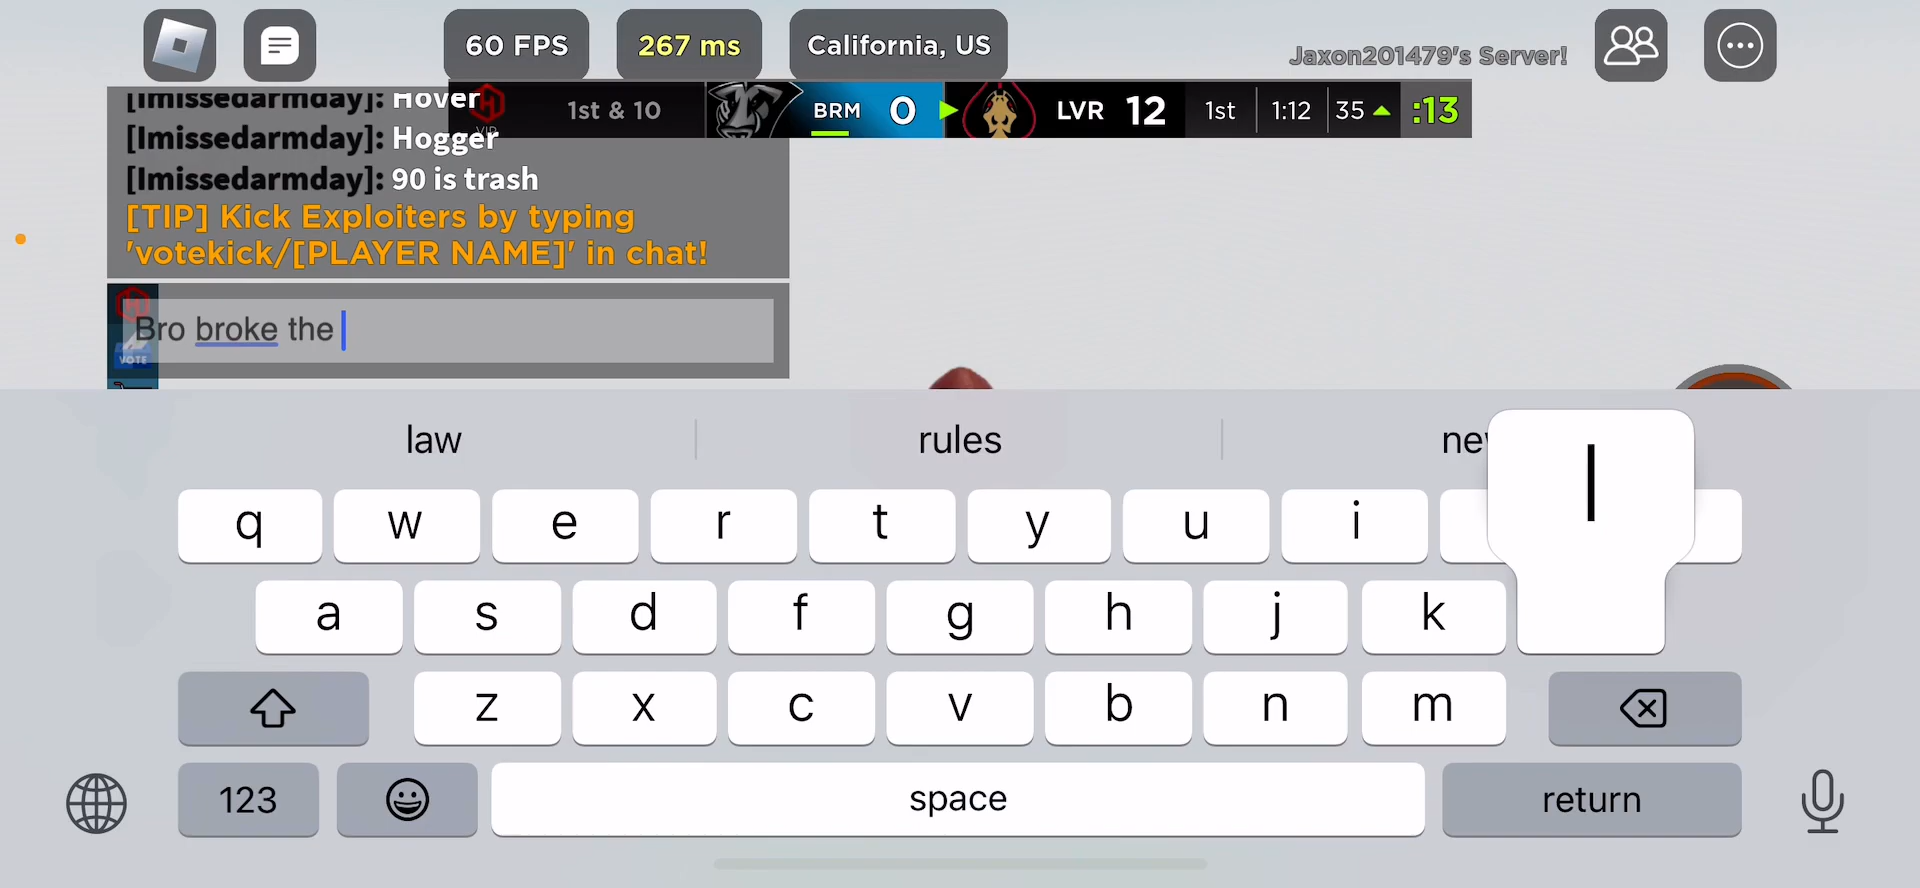 60 FPS
267 ms
California, US
Jaxon201479's Server!
[Imissedarmday]: Hover
[Imissedarmday]: Hogger
[Imissedarmday]: 90 is trash
[TIP] Kick Exploiters by typing
'votekick/[PLAYER NAME]' in chat!
VIP
1st & 10
BRM 0
LVR 12
1st
1:12
35
:13
VOTE
Bro broke the
law
rules
q w e r t y u i
a s d f g h j k l
z x c v b n m
123
space
return